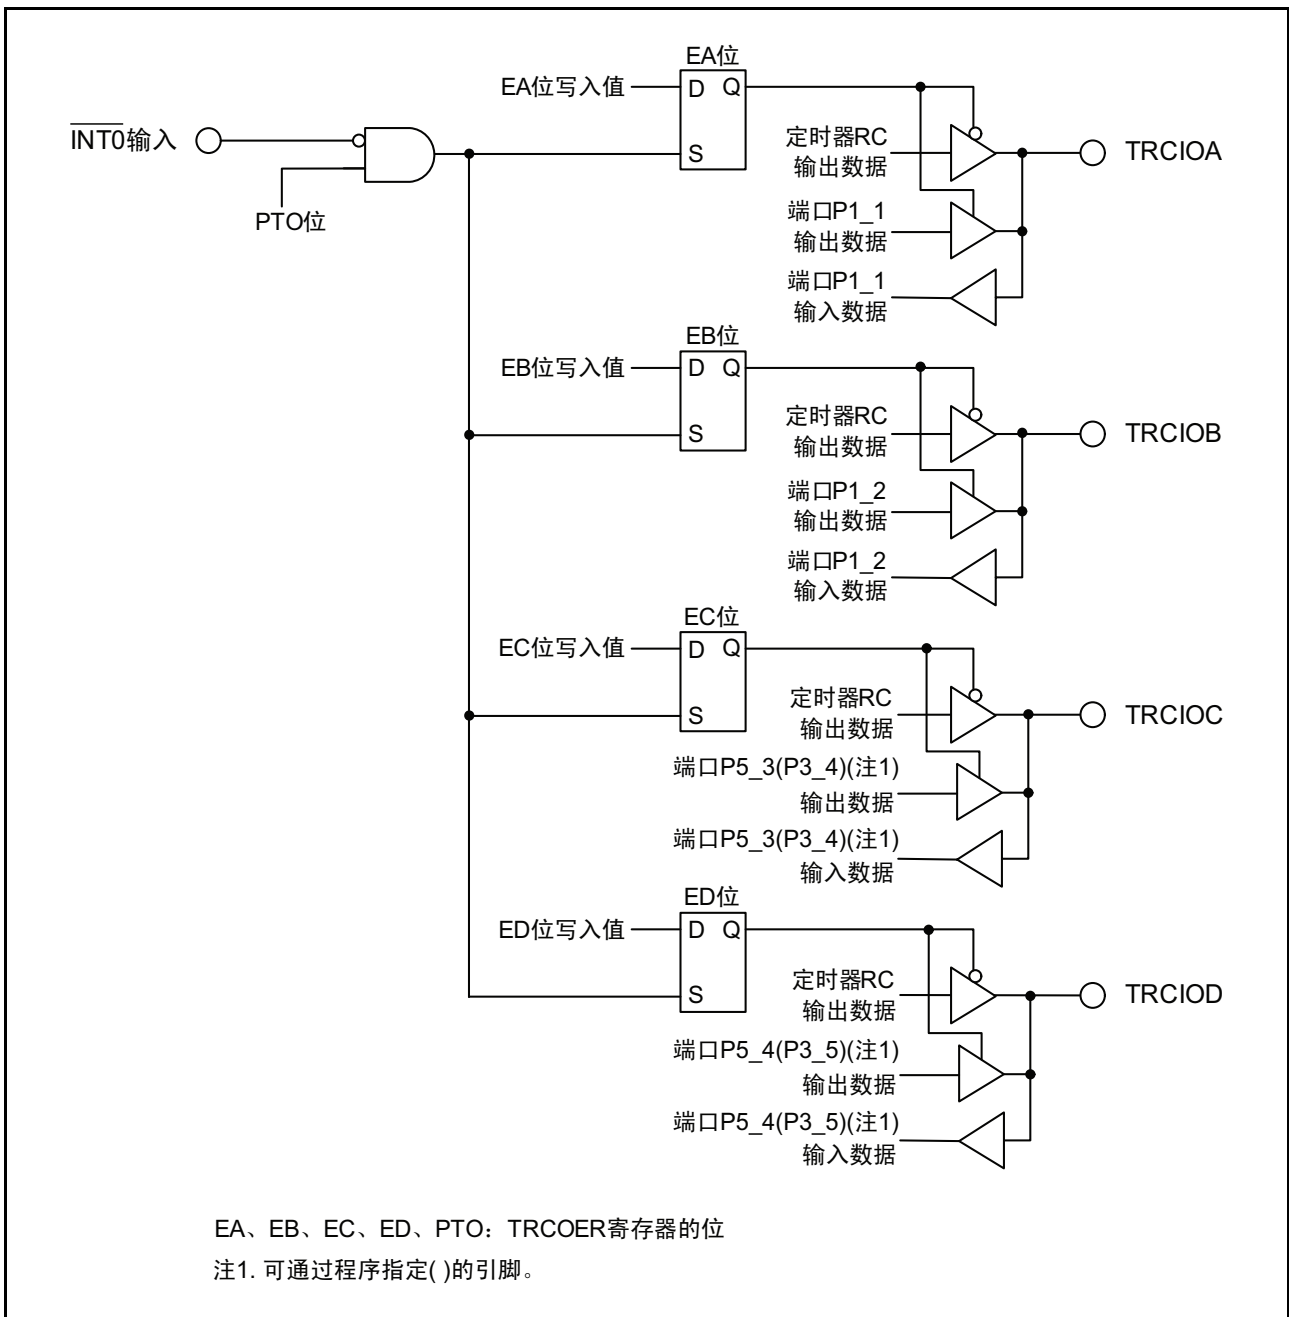 INT0输入
PTO位
EA位
EA位写入值
D Q
S
定时器RC
输出数据
TRCIOA
端口P1_1
输出数据
端口P1_1
输入数据
EB位
EB位写入值
D Q
S
定时器RC
输出数据
TRCIOB
端口P1_2
输出数据
端口P1_2
输入数据
EC位
EC位写入值
D Q
S
定时器RC
输出数据
TRCIOC
端口P5_3(P3_4)(注1)
输出数据
端口P5_3(P3_4)(注1)
输入数据
ED位
ED位写入值
D Q
S
定时器RC
输出数据
TRCIOD
端口P5_4(P3_5)(注1)
输出数据
端口P5_4(P3_5)(注1)
输入数据
EA、EB、EC、ED、PTO：TRCOER寄存器的位
注1. 可通过程序指定( )的引脚。